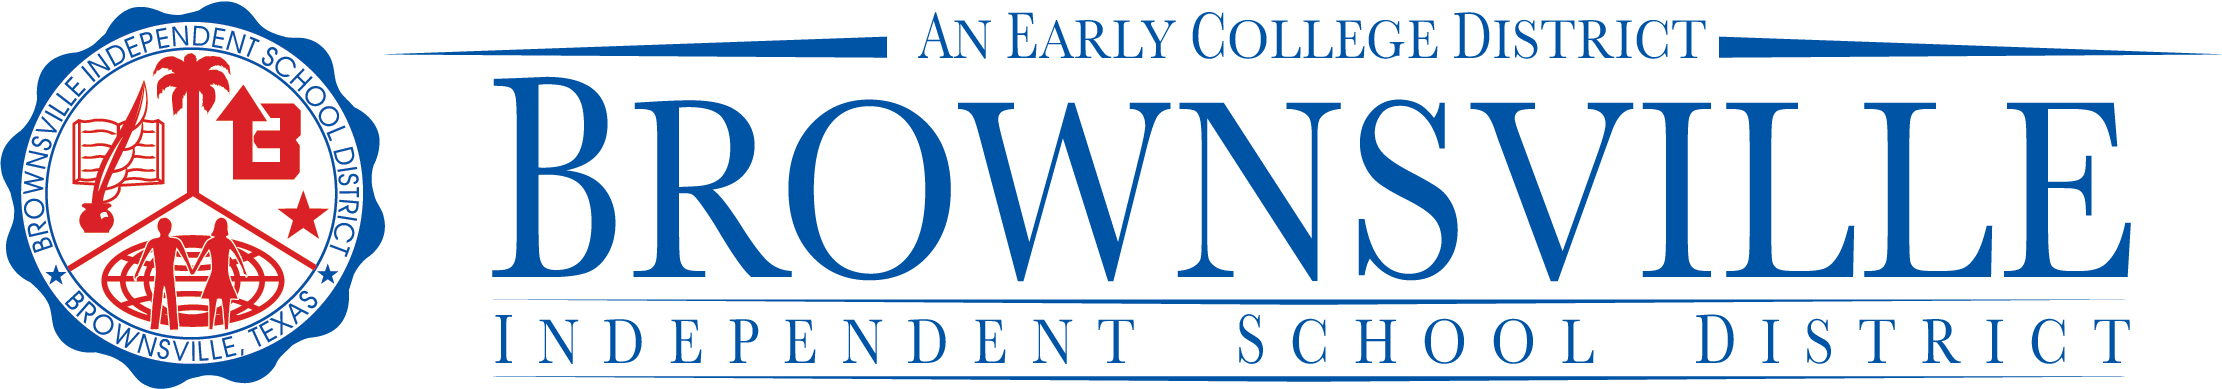 BROWNSVILLE INDEPENDENT SCHOOL DISTRICT
BROWNSVILLE, TEXAS
B
AN EARLY COLLEGE DISTRICT
BROWNSVILLE
INDEPENDENT SCHOOL DISTRICT